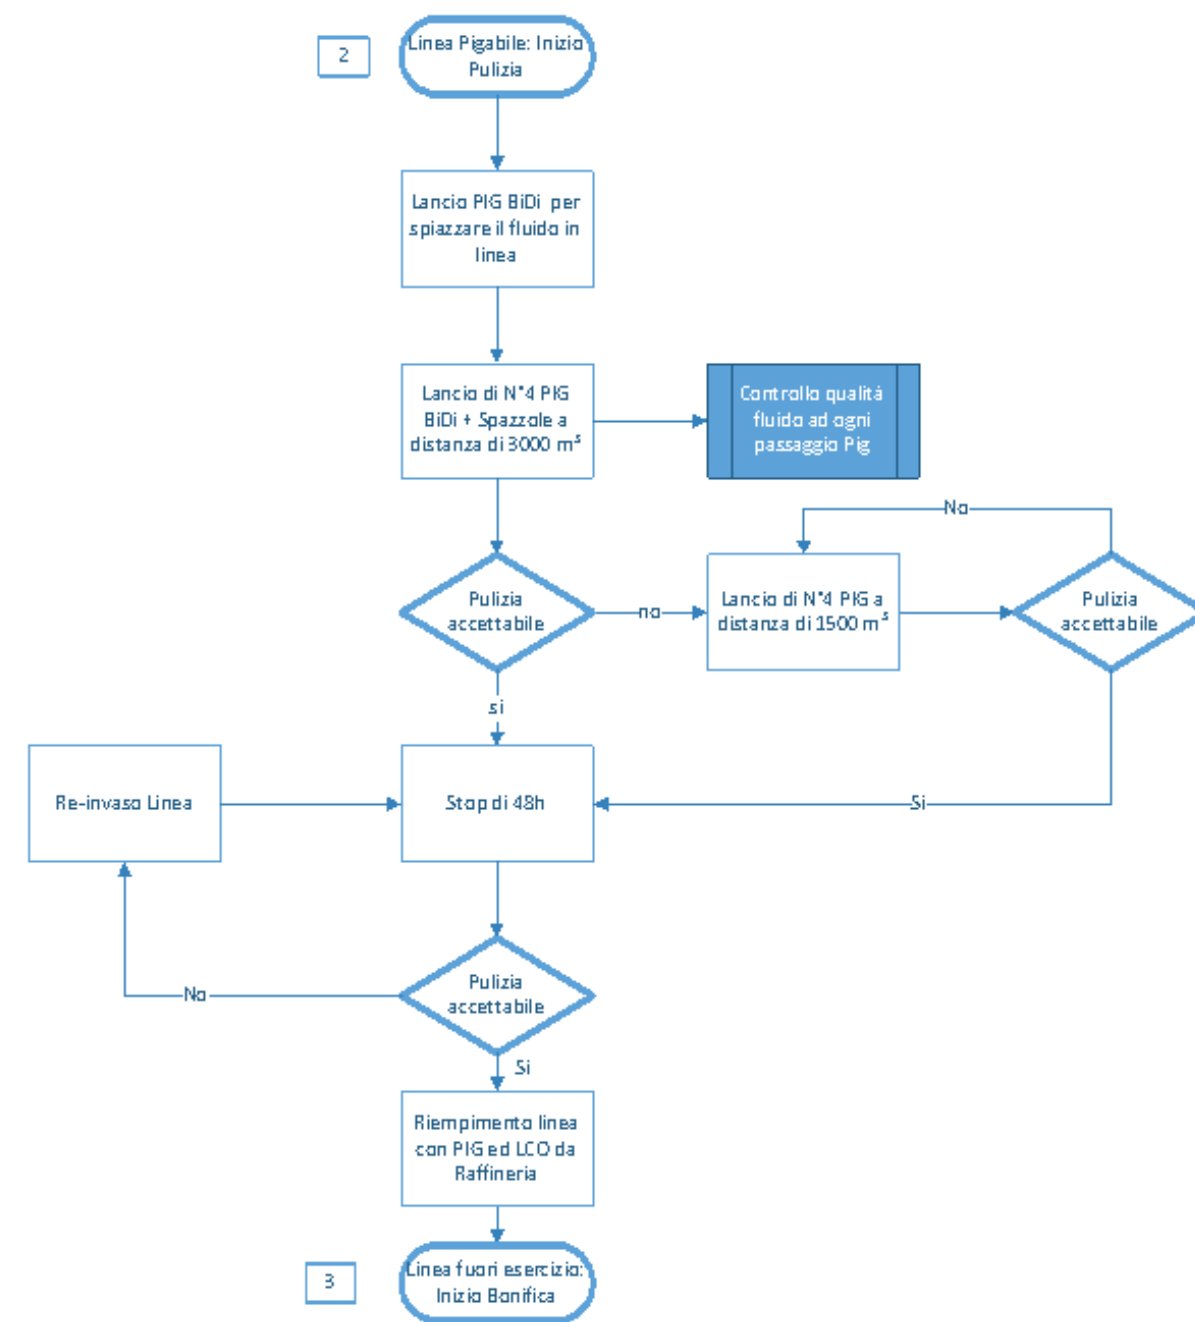 2
Linea Pigabile: Inizio
Pulizia
Lancio PIG BiDi per
spiazzare il fluido in
linea
Lancio di N°4 PIG
BiDi + Spazzole a
distanza di 3000 m³
Controllo qualità
fluido ad ogni
passaggio Pig
No
Pulizia
accettabile
no
Lancio di N°4 PIG a
distanza di 1500 m³
Pulizia
accettabile
si
Re-invaso Linea
Stop di 48h
Si
Pulizia
accettabile
No
Si
Riempimento linea
con PIG ed LCO da
Raffineria
3
Linea fuori esercizio:
Inizio Bonifica